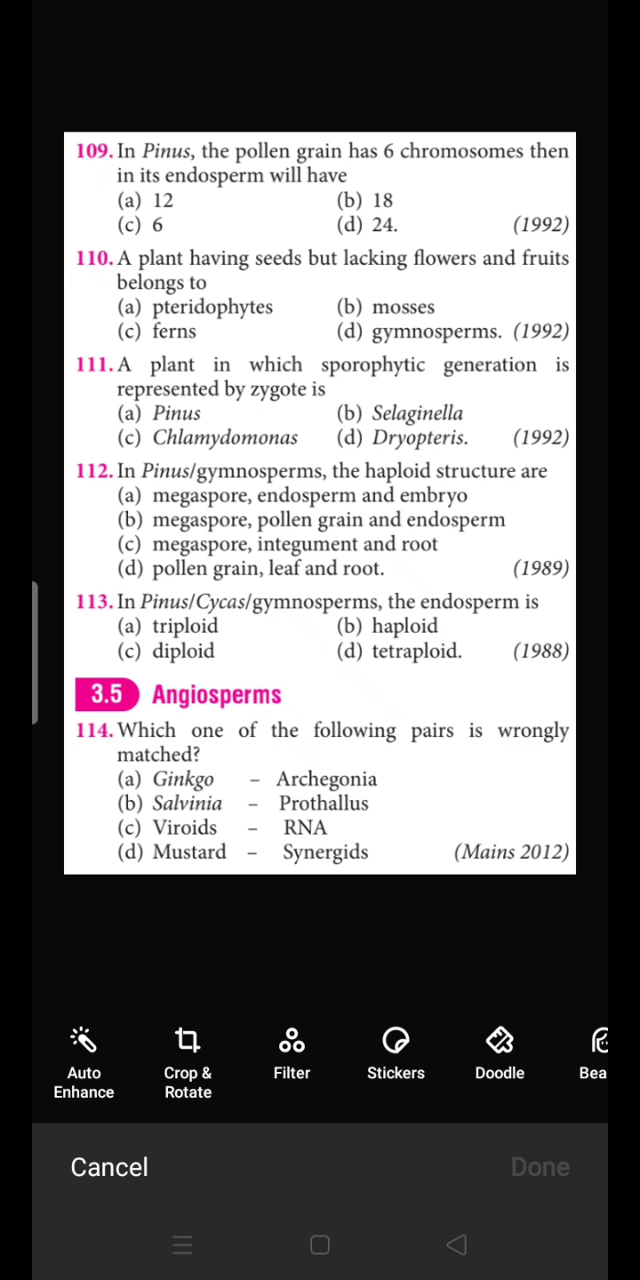 109. In Pinus, the pollen grain has 6 chromosomes then
in its endosperm will have
(a) 12 (b) 18
(c) 6 (d) 24. (1992)
110. A plant having seeds but lacking flowers and fruits
belongs to
(a) pteridophytes (b) mosses
(c) ferns (d) gymnosperms. (1992)
111. A plant in which sporophytic generation is
represented by zygote is
(a) Pinus (b) Selaginella
(c) Chlamydomonas (d) Dryopteris. (1992)
112. In Pinus/gymnosperms, the haploid structure are
(a) megaspore, endosperm and embryo
(b) megaspore, pollen grain and endosperm
(c) megaspore, integument and root
(d) pollen grain, leaf and root. (1989)
113. In Pinus/Cycas/gymnosperms, the endosperm is
(a) triploid (b) haploid
(c) diploid (d) tetraploid. (1988)
3.5 Angiosperms
114. Which one of the following pairs is wrongly
matched?
(a) Ginkgo – Archegonia
(b) Salvinia – Prothallus
(c) Viroids – RNA
(d) Mustard – Synergids (Mains 2012)
Auto Crop & Filter Stickers Doodle Bea
Enhance Rotate
Cancel Done